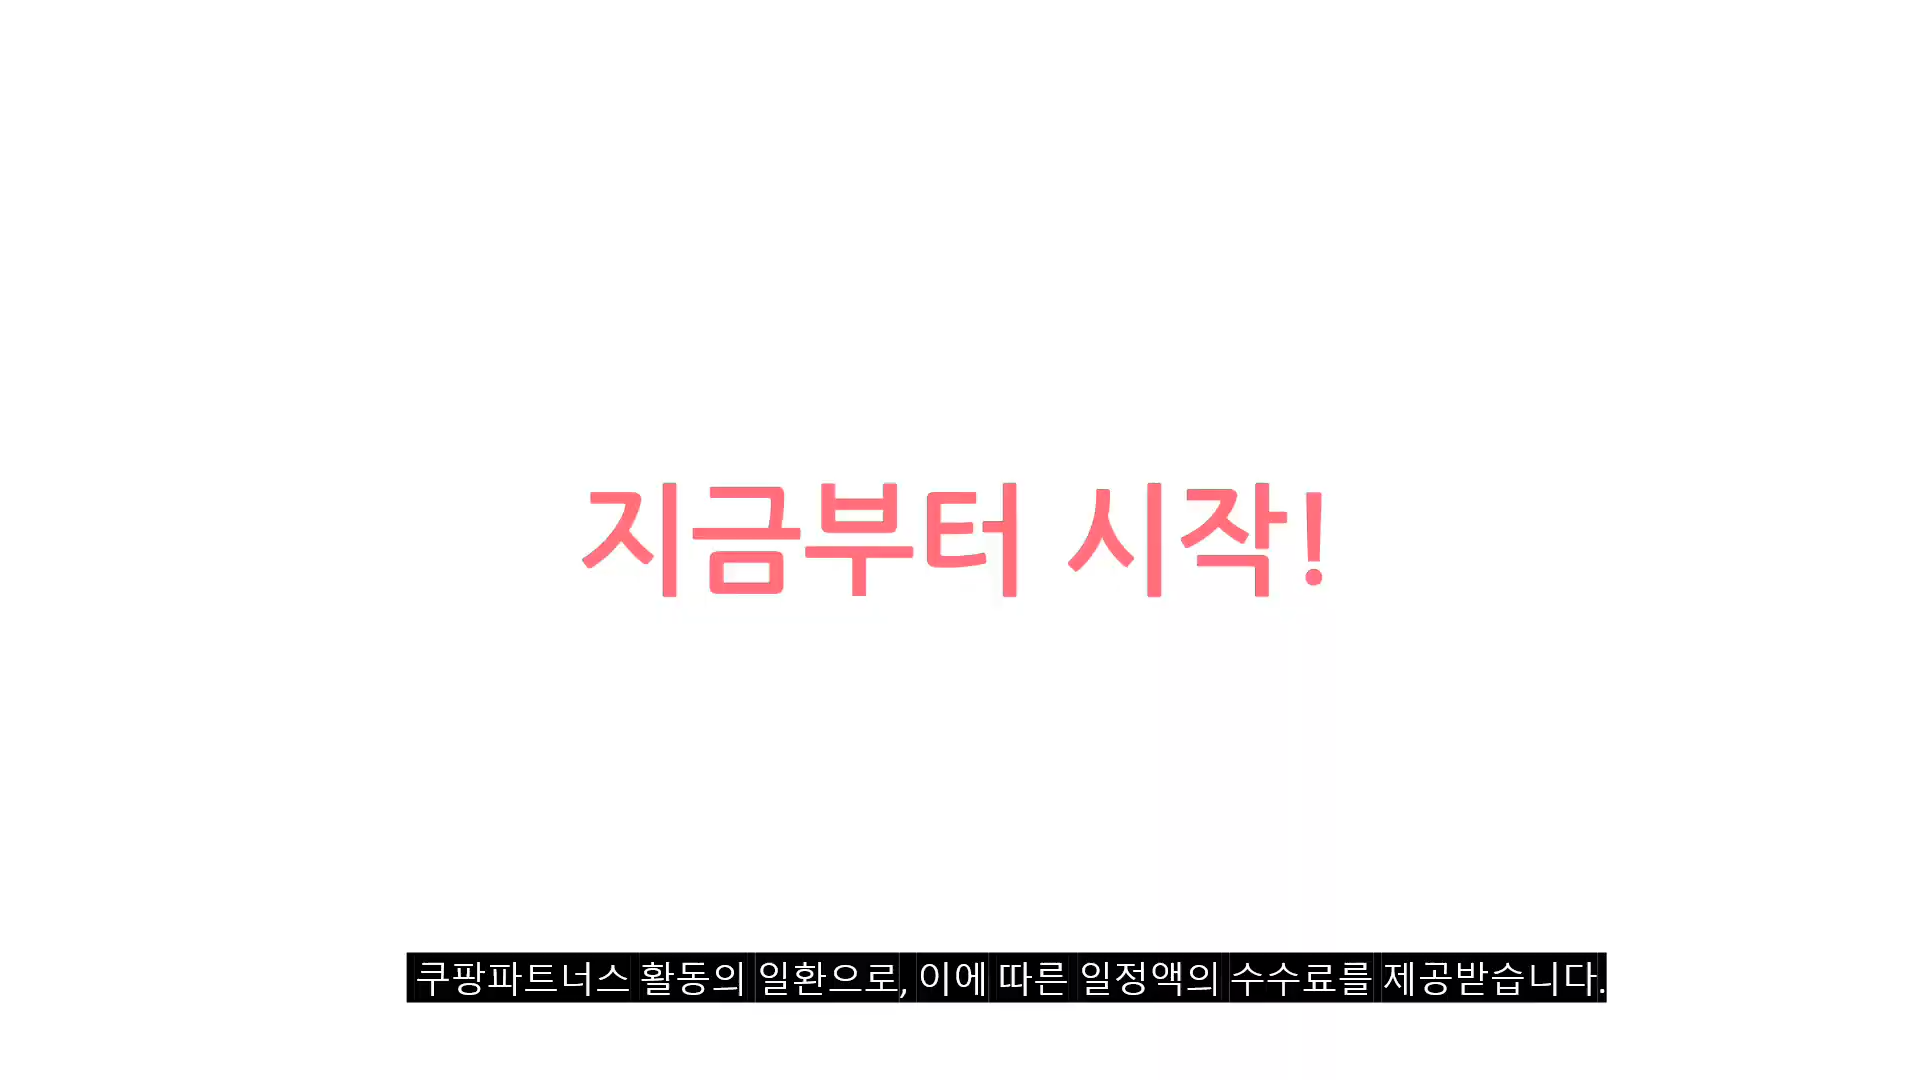 지금부터 시작!
쿠팡파트너스 활동의 일환으로, 이에 따른 일정액의 수수료를 제공받습니다.